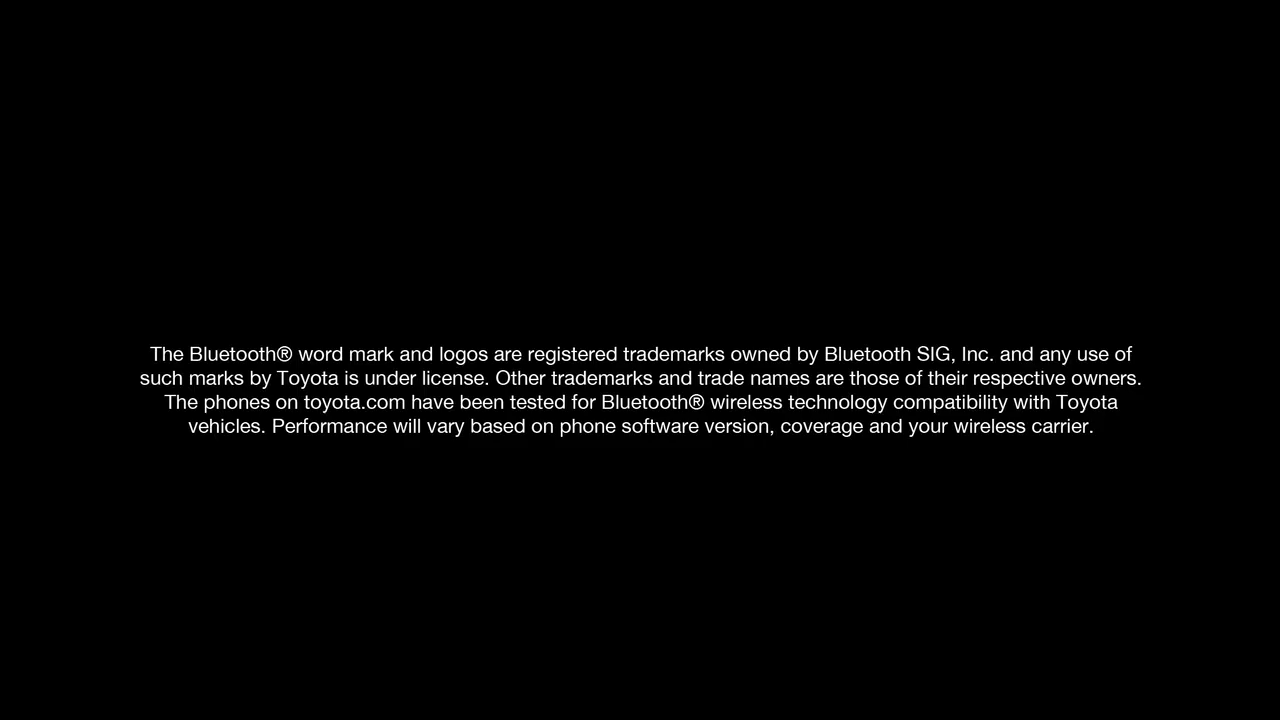 The Bluetooth® word mark and logos are registered trademarks owned by Bluetooth SIG, Inc. and any use of
such marks by Toyota is under license. Other trademarks and trade names are those of their respective owners.
The phones on toyota.com have been tested for Bluetooth® wireless technology compatibility with Toyota
vehicles. Performance will vary based on phone software version, coverage and your wireless carrier.